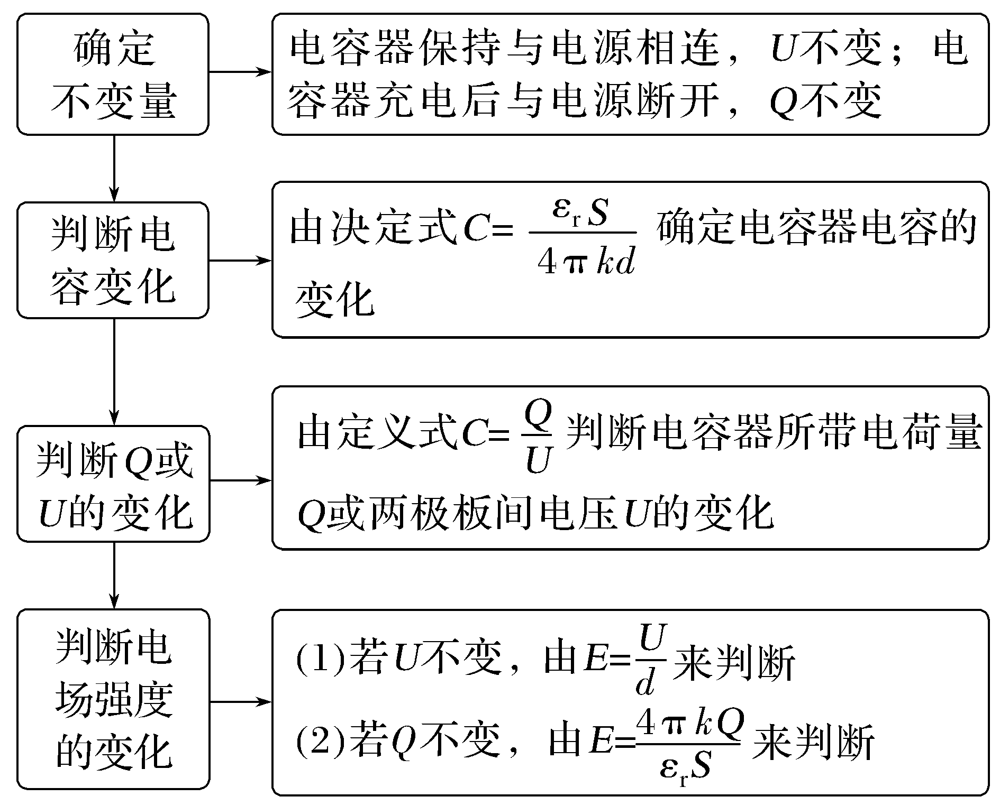 确定
不变量
电容器保持与电源相连，U不变；电
容器充电后与电源断开，Q不变
判断电
容变化
由决定式C=εᵣS/4πkd 确定电容器电容的
变化
判断Q或
U的变化
由定义式C=Q/U 判断电容器所带电荷量
Q或两极板间电压U的变化
判断电
场强度
的变化
(1)若U不变，由E=U/d来判断
(2)若Q不变，由E=4πkQ/εᵣS来判断